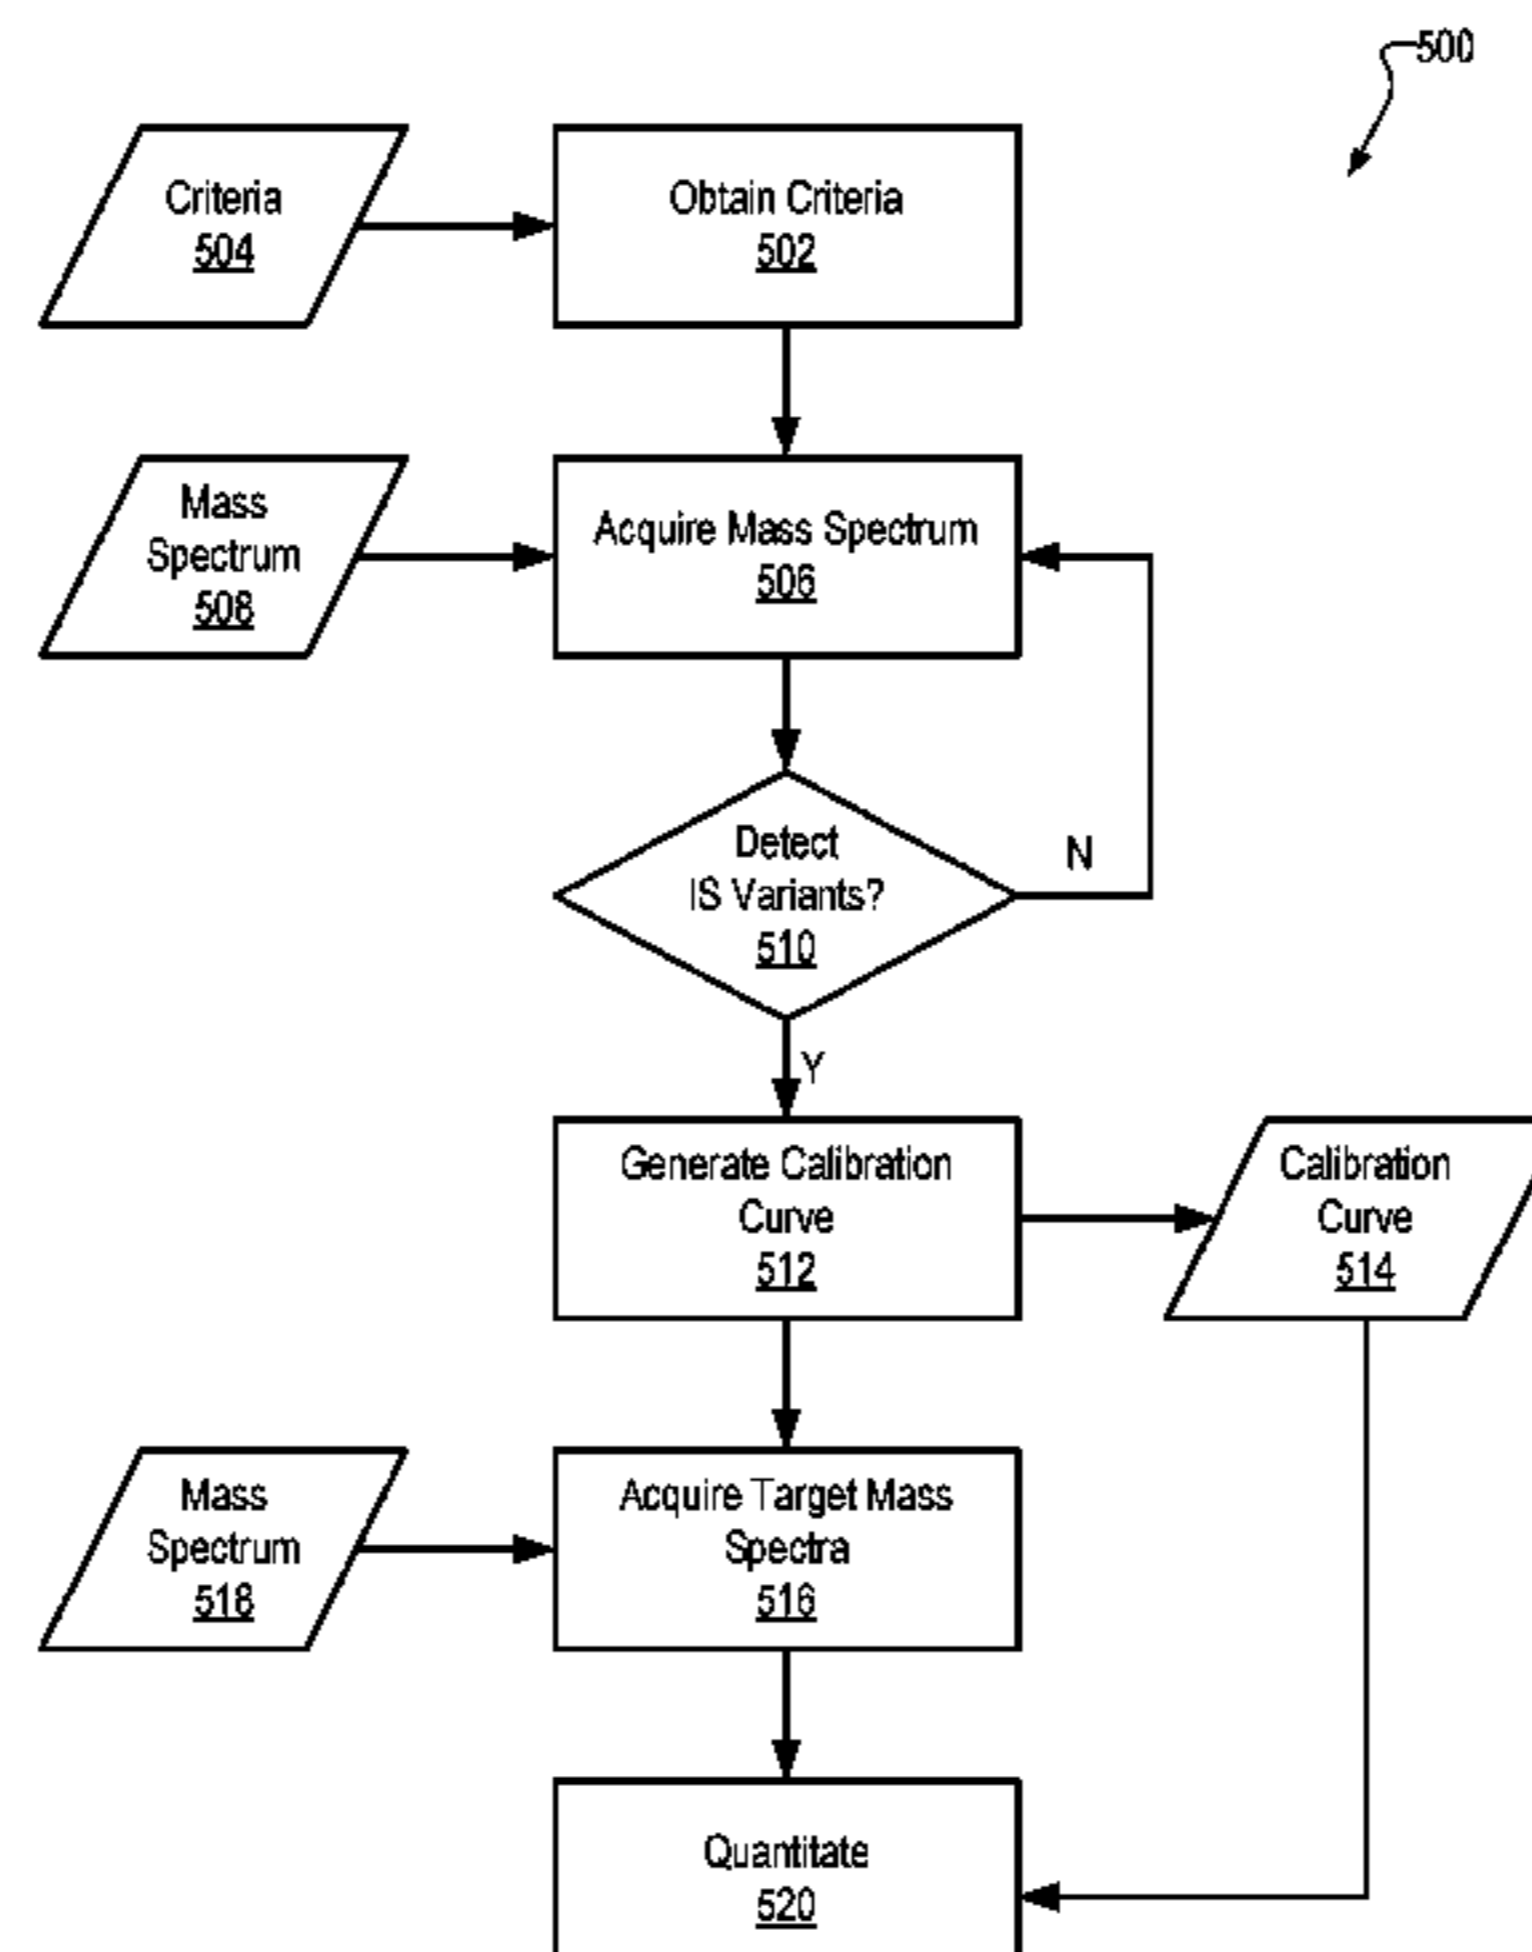 500
Criteria
504
Obtain Criteria
502
Mass
Spectrum
508
Acquire Mass Spectrum
506
Detect
IS Variants?
510
N
Y
Generate Calibration
Curve
512
Calibration
Curve
514
Mass
Spectrum
518
Acquire Target Mass
Spectra
516
Quantitate
520